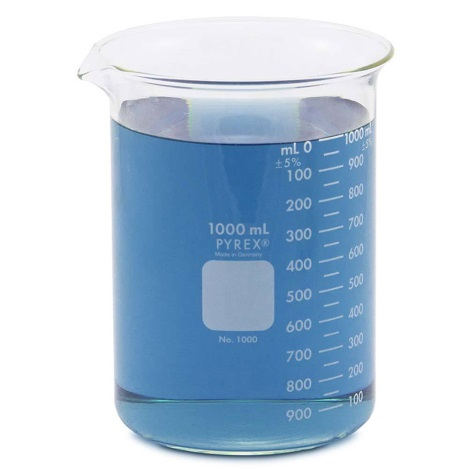 mL 0 1000 mL
±5% ±5%
100 900
200 800
300 700
1000 mL
PYREX®
Made in Germany
400 600
500 500
600 400
No. 1000
700 300
800 200
900 100